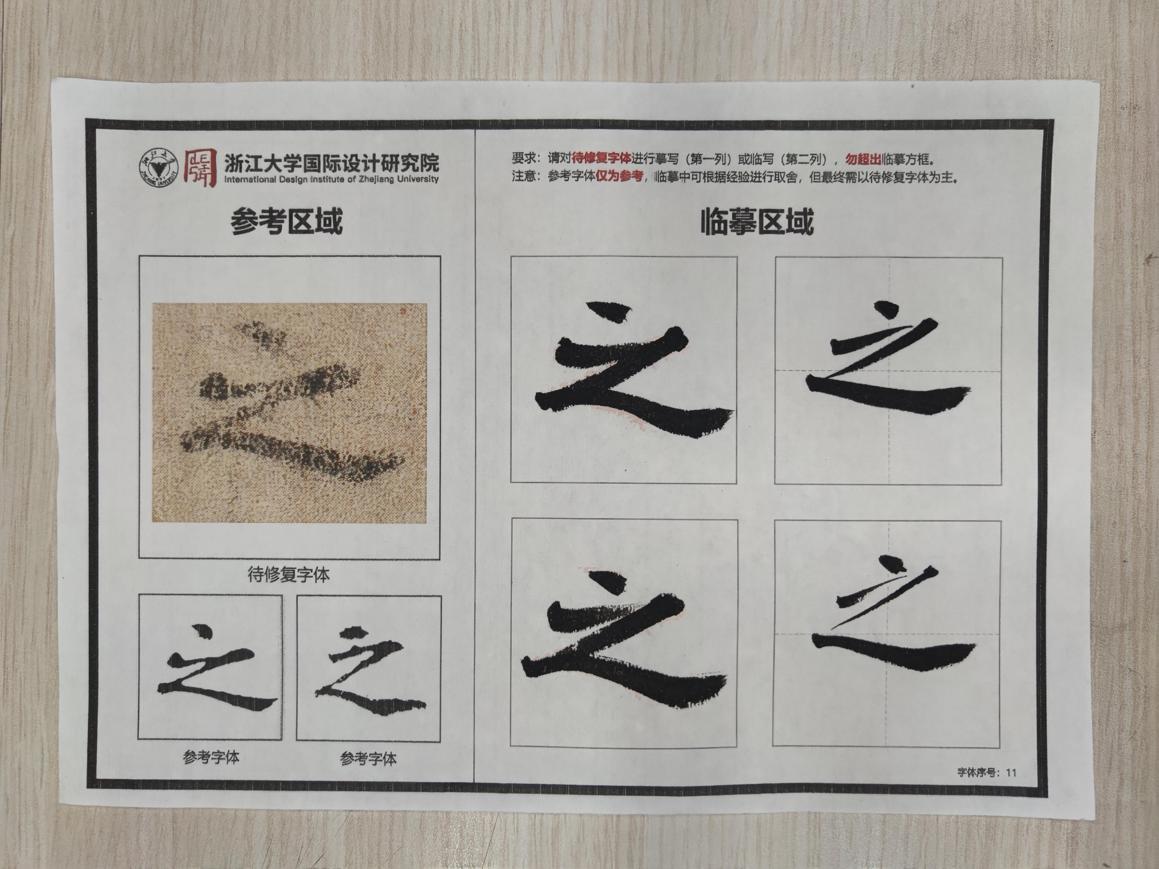 浙江大学国际设计研究院
International Design Institute of Zhejiang University
参考区域
之
待修复字体
之
之
参考字体
参考字体
要求：请对待修复字体进行摹写（第一列）或临写（第二列），勿超出临摹方框。
注意：参考字体仅为参考，临摹中可根据经验进行取舍，但最终需以待修复字体为主。
临摹区域
之
之
之
之
字体序号：11